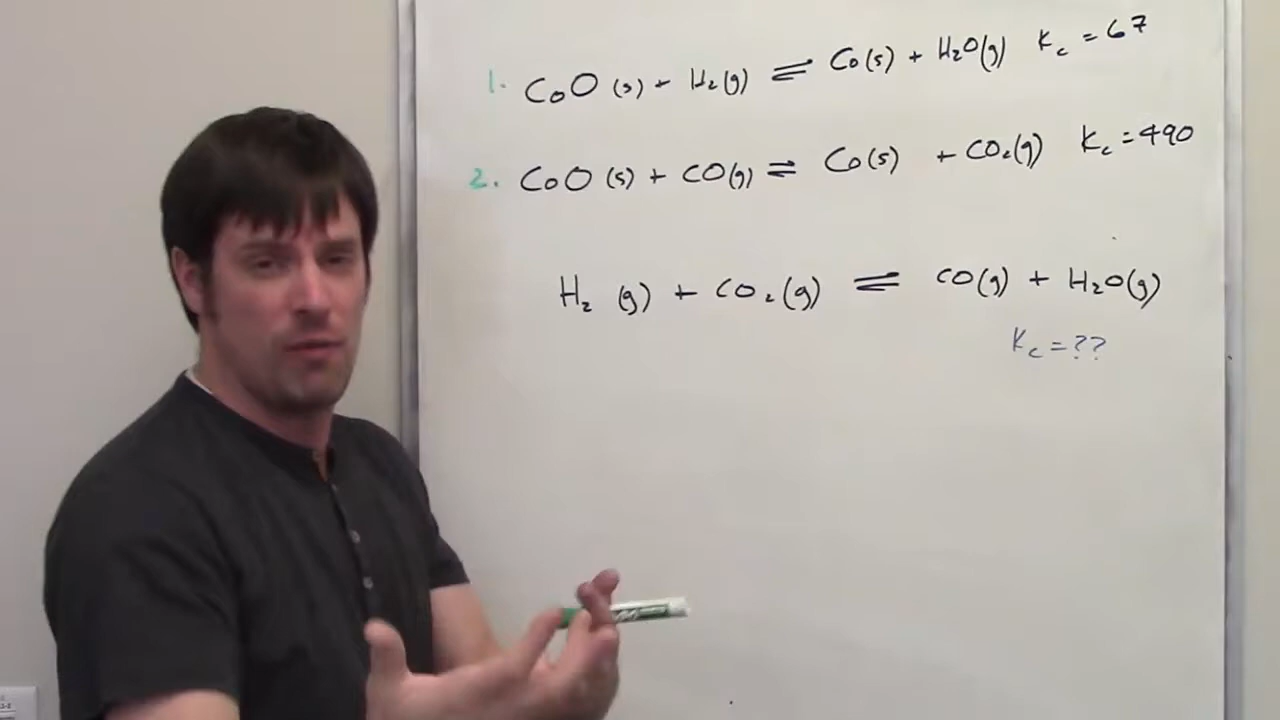 1. CoO (s) + H₂(g) ⇌ Co(s) + H₂O(g) Kc = 67
2. CoO (s) + CO(g) ⇌ Co(s) + CO₂(g) Kc = 490
H₂ (g) + CO₂(g) ⇌ CO(g) + H₂O(g)
Kc = ??